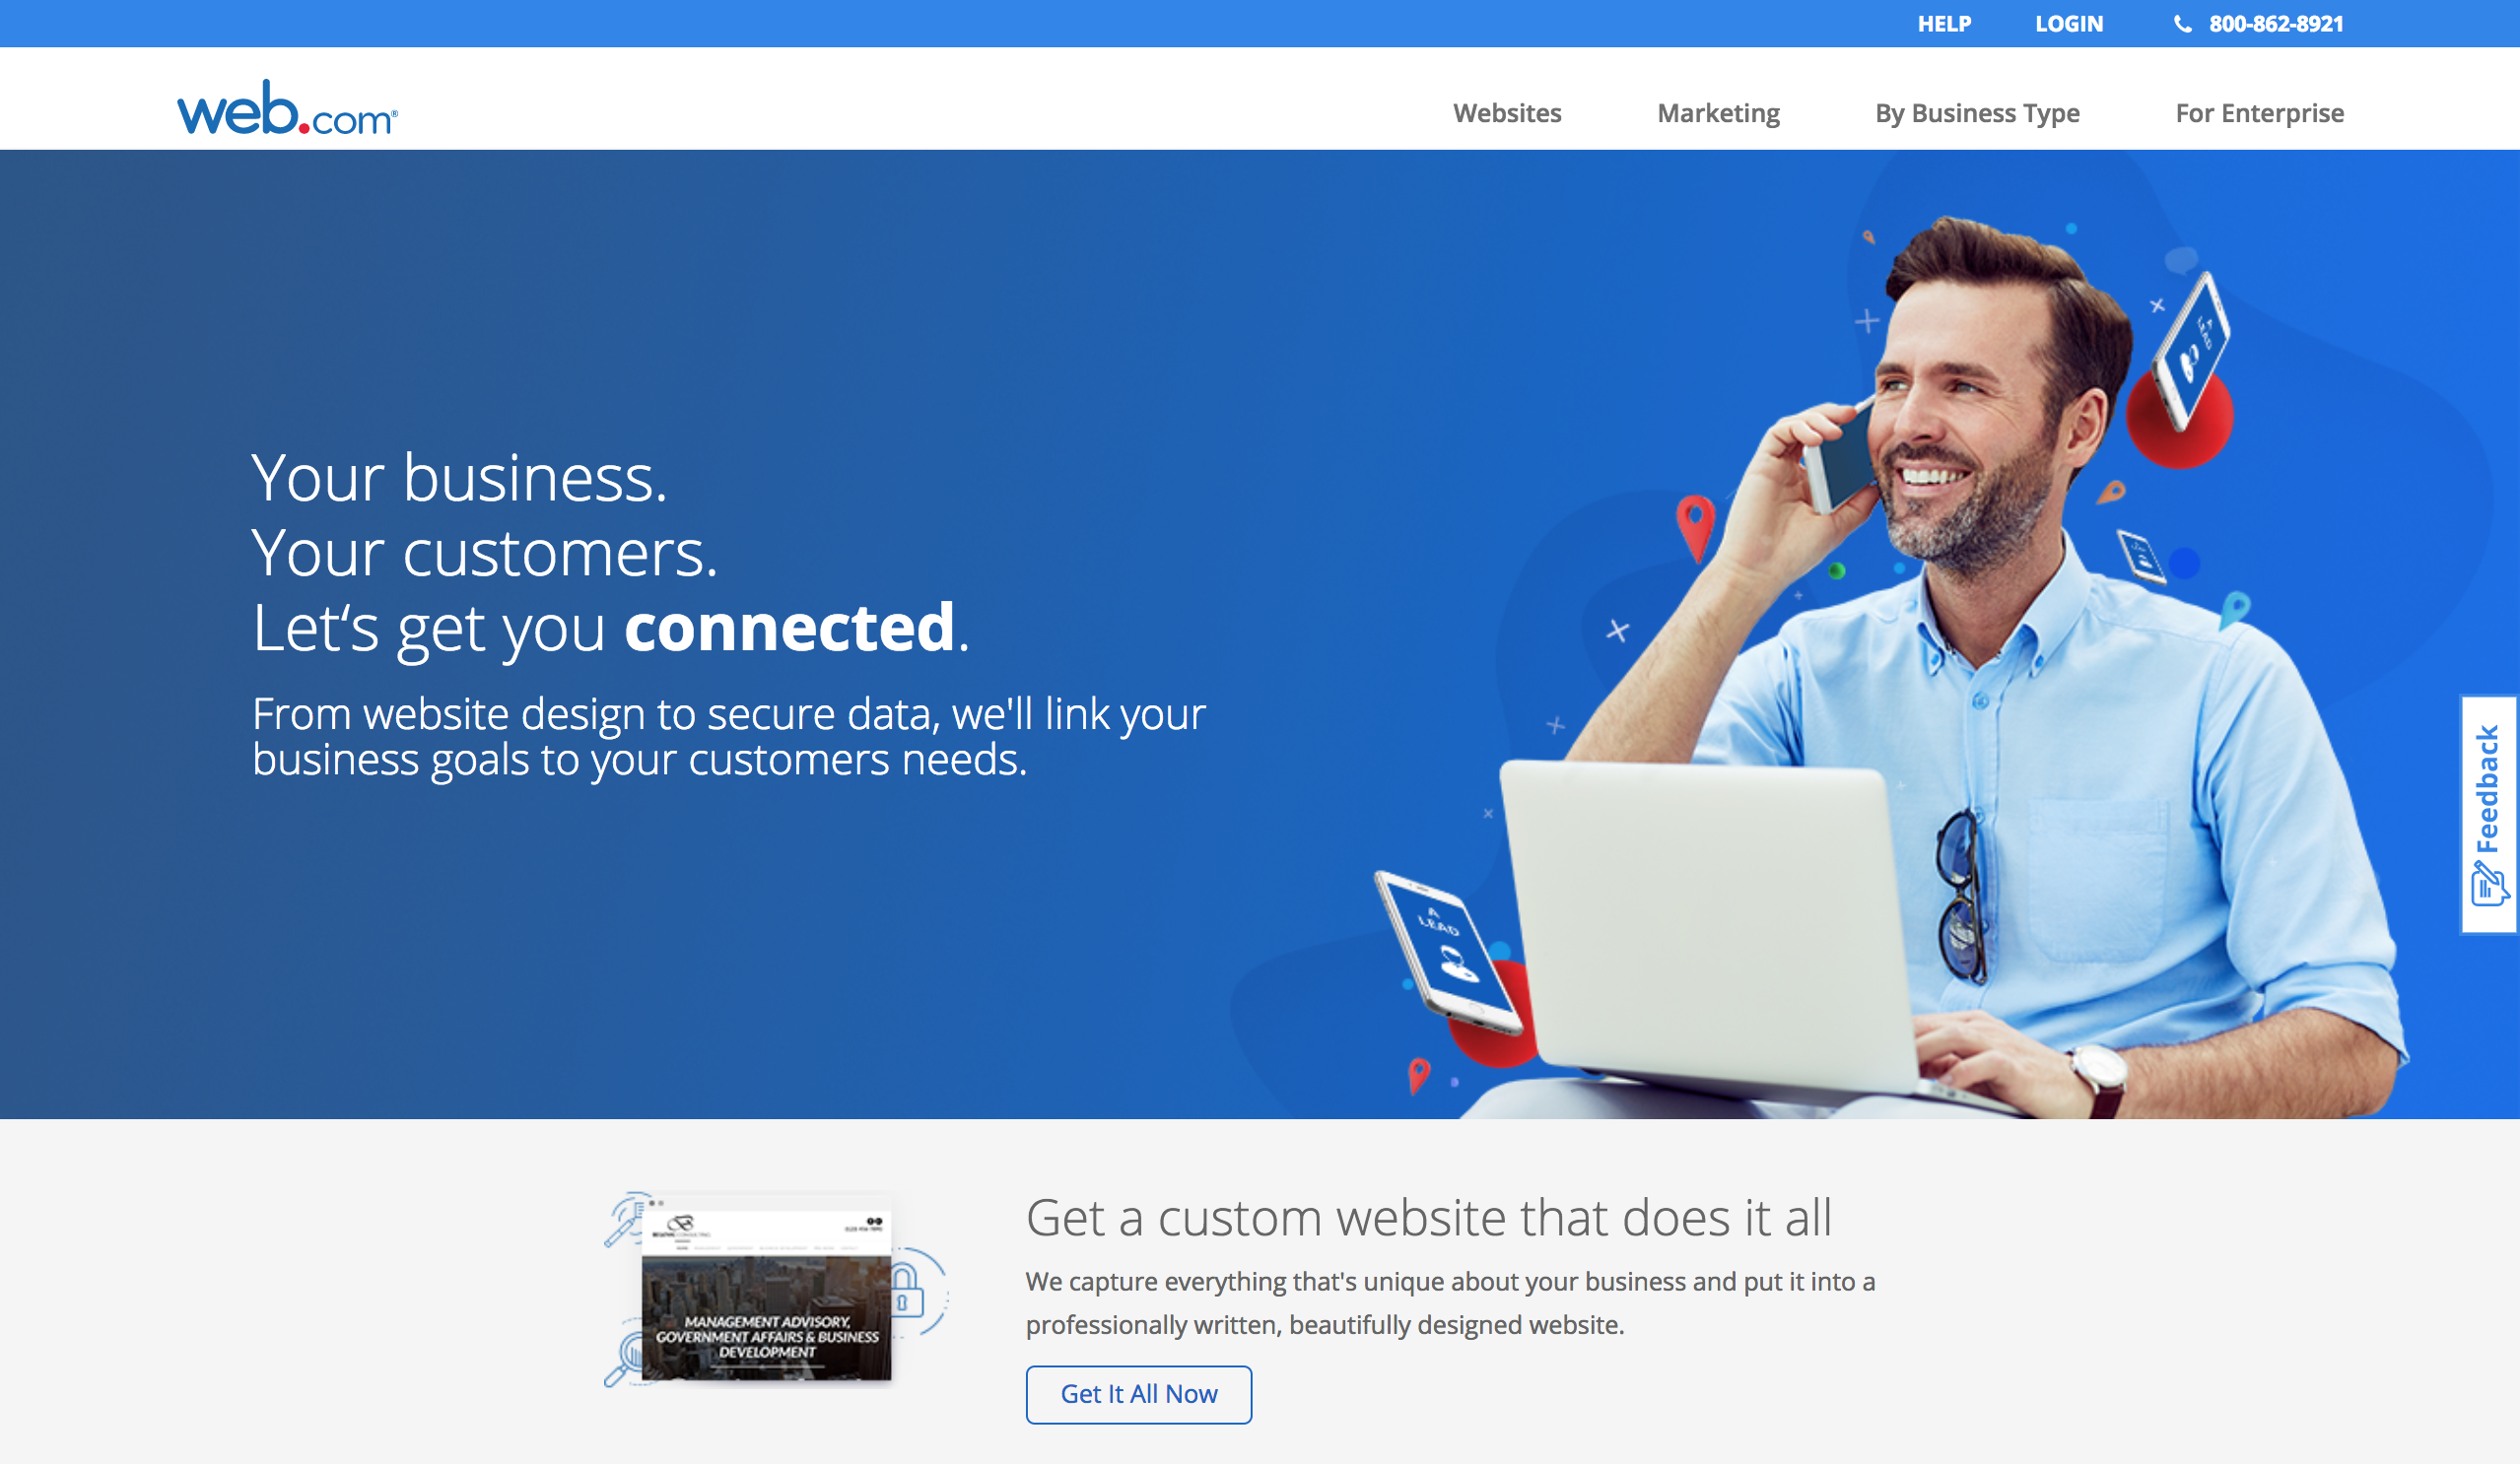 HELP LOGIN 800-862-8921
web.com®
Websites Marketing By Business Type For Enterprise
Your business.
Your customers.
Let‘s get you connected.
From website design to secure data, we'll link your
business goals to your customers needs.
A
LEAD
A
LEAD
Feedback
Get a custom website that does it all
We capture everything that's unique about your business and put it into a
professionally written, beautifully designed website.
Get It All Now
B
CONSULTING
MANAGEMENT ADVISORY,
GOVERNMENT AFFAIRS & BUSINESS
DEVELOPMENT